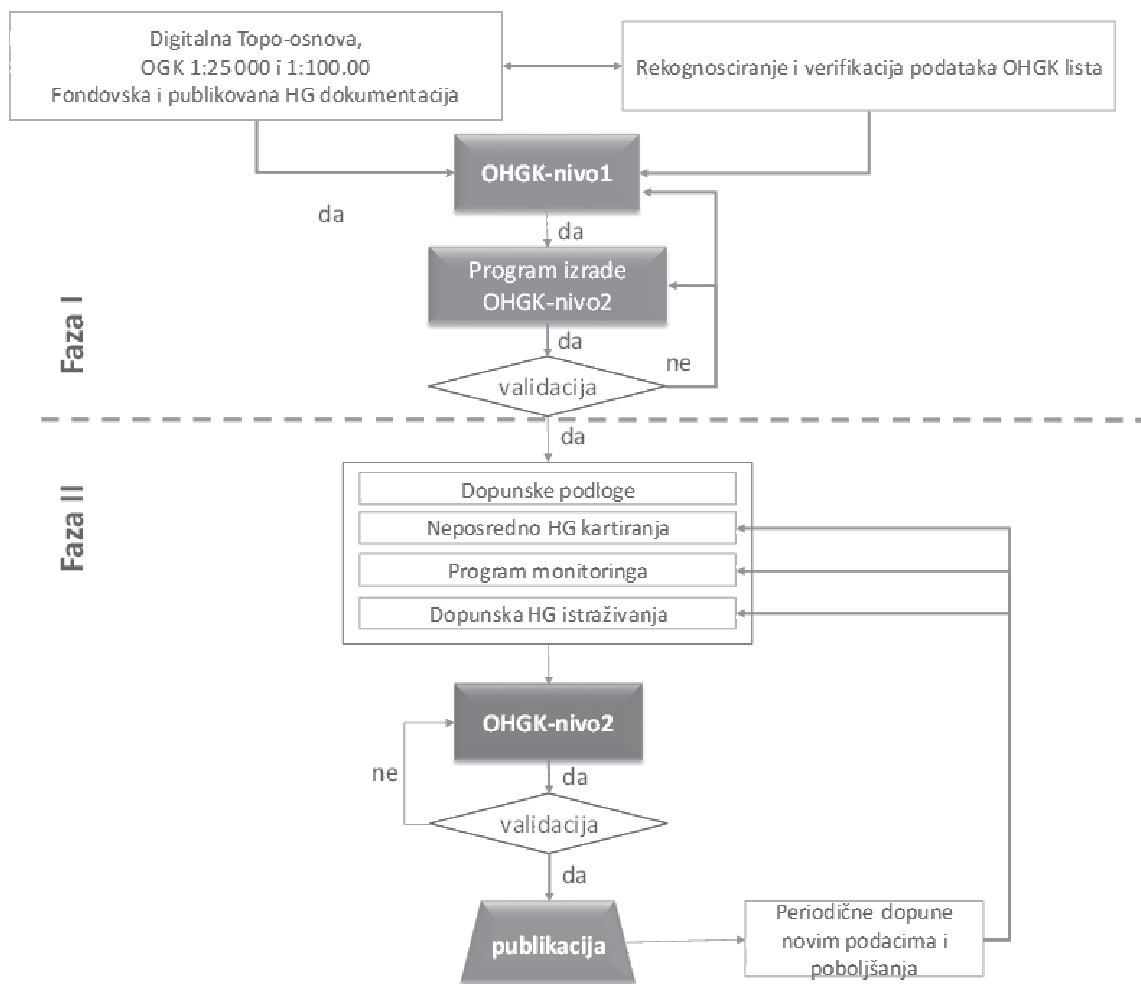 Digitalna Topo-osnova,
OGK 1:25 000 i 1:100.00
Fondovska i publikovana HG dokumentacija
Rekognosciranje i verifikacija podataka OHGK lista
OHGK-nivo1
da
da
Program izrade
OHGK-nivo2
da
ne
validacija
Faza I
da
Faza II
Dopunske podloge
Neposredno HG kartiranja
Program monitoringa
Dopunska HG istraživanja
OHGK-nivo2
ne
da
validacija
da
publikacija
Periodične dopune
novim podacima i
poboljšanja